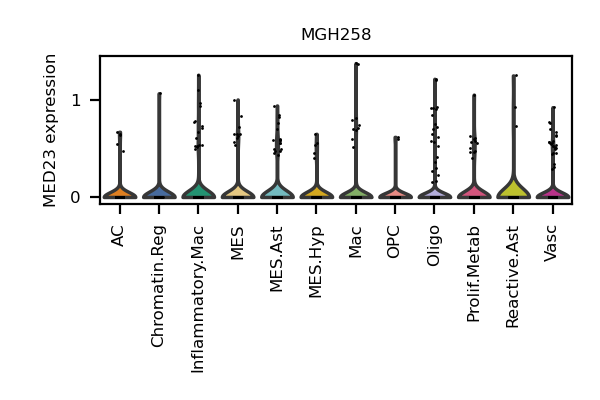 MGH258
MED23 expression
1
0
AC
Chromatin.Reg
Inflammatory.Mac
MES
MES.Ast
MES.Hyp
Mac
OPC
Oligo
Prolif.Metab
Reactive.Ast
Vasc